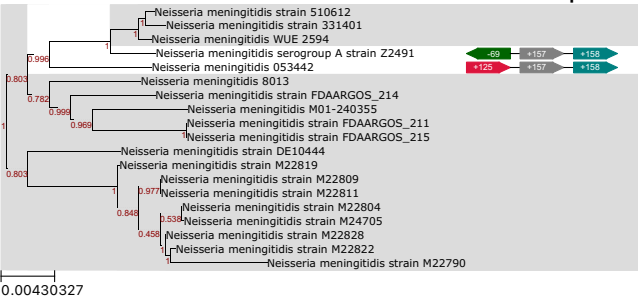 Neisseria meningitidis strain 510612
Neisseria meningitidis strain 331401
1
1
Neisseria meningitidis WUE 2594
0.996
Neisseria meningitidis serogroup A strain Z2491
-69
+157
+158
Neisseria meningitidis 053442
+125
+157
+158
0.803
Neisseria meningitidis 8013
0.782
Neisseria meningitidis strain FDAARGOS_214
0.999
Neisseria meningitidis M01-240355
1
0.969
Neisseria meningitidis strain FDAARGOS_211
1
Neisseria meningitidis strain FDAARGOS_215
Neisseria meningitidis strain DE10444
0.803
Neisseria meningitidis strain M22819
Neisseria meningitidis strain M22809
1
0.977
Neisseria meningitidis M22811
0.848
Neisseria meningitidis strain M22804
0.538
Neisseria meningitidis strain M24705
0.458
Neisseria meningitidis strain M22828
1
Neisseria meningitidis strain M22822
1
Neisseria meningitidis strain M22790
0.00430327